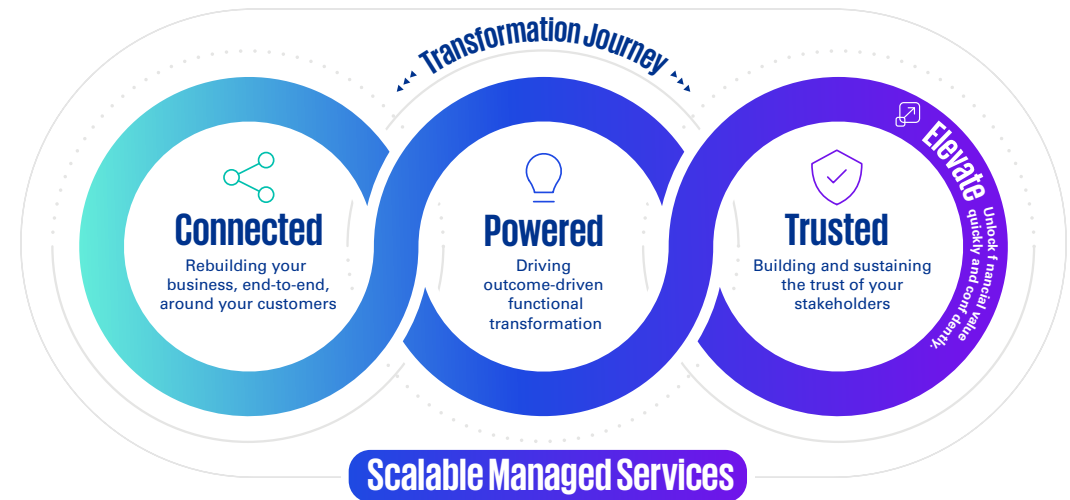 Transformation Journey
Connected
Rebuilding your
business, end-to-end,
around your customers
Powered
Driving
outcome-driven
functional
transformation
Trusted
Building and sustaining
the trust of your
stakeholders
Elevate
Unlock f nancial value
quickly and conf dently.
Scalable Managed Services